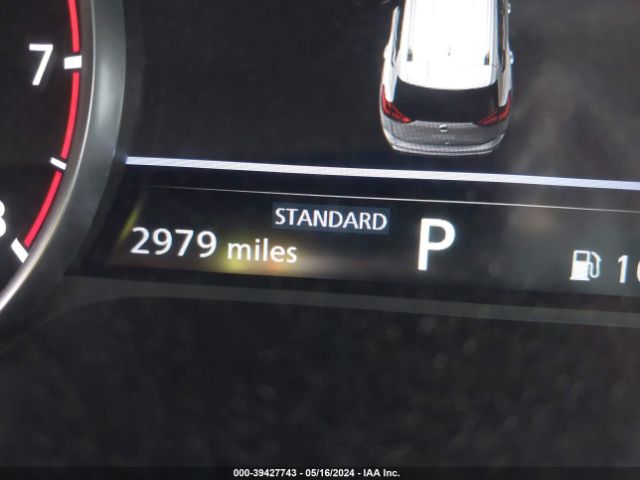 7
STANDARD
2979 miles
P
000-39427743 - 05/16/2024 - IAA Inc.